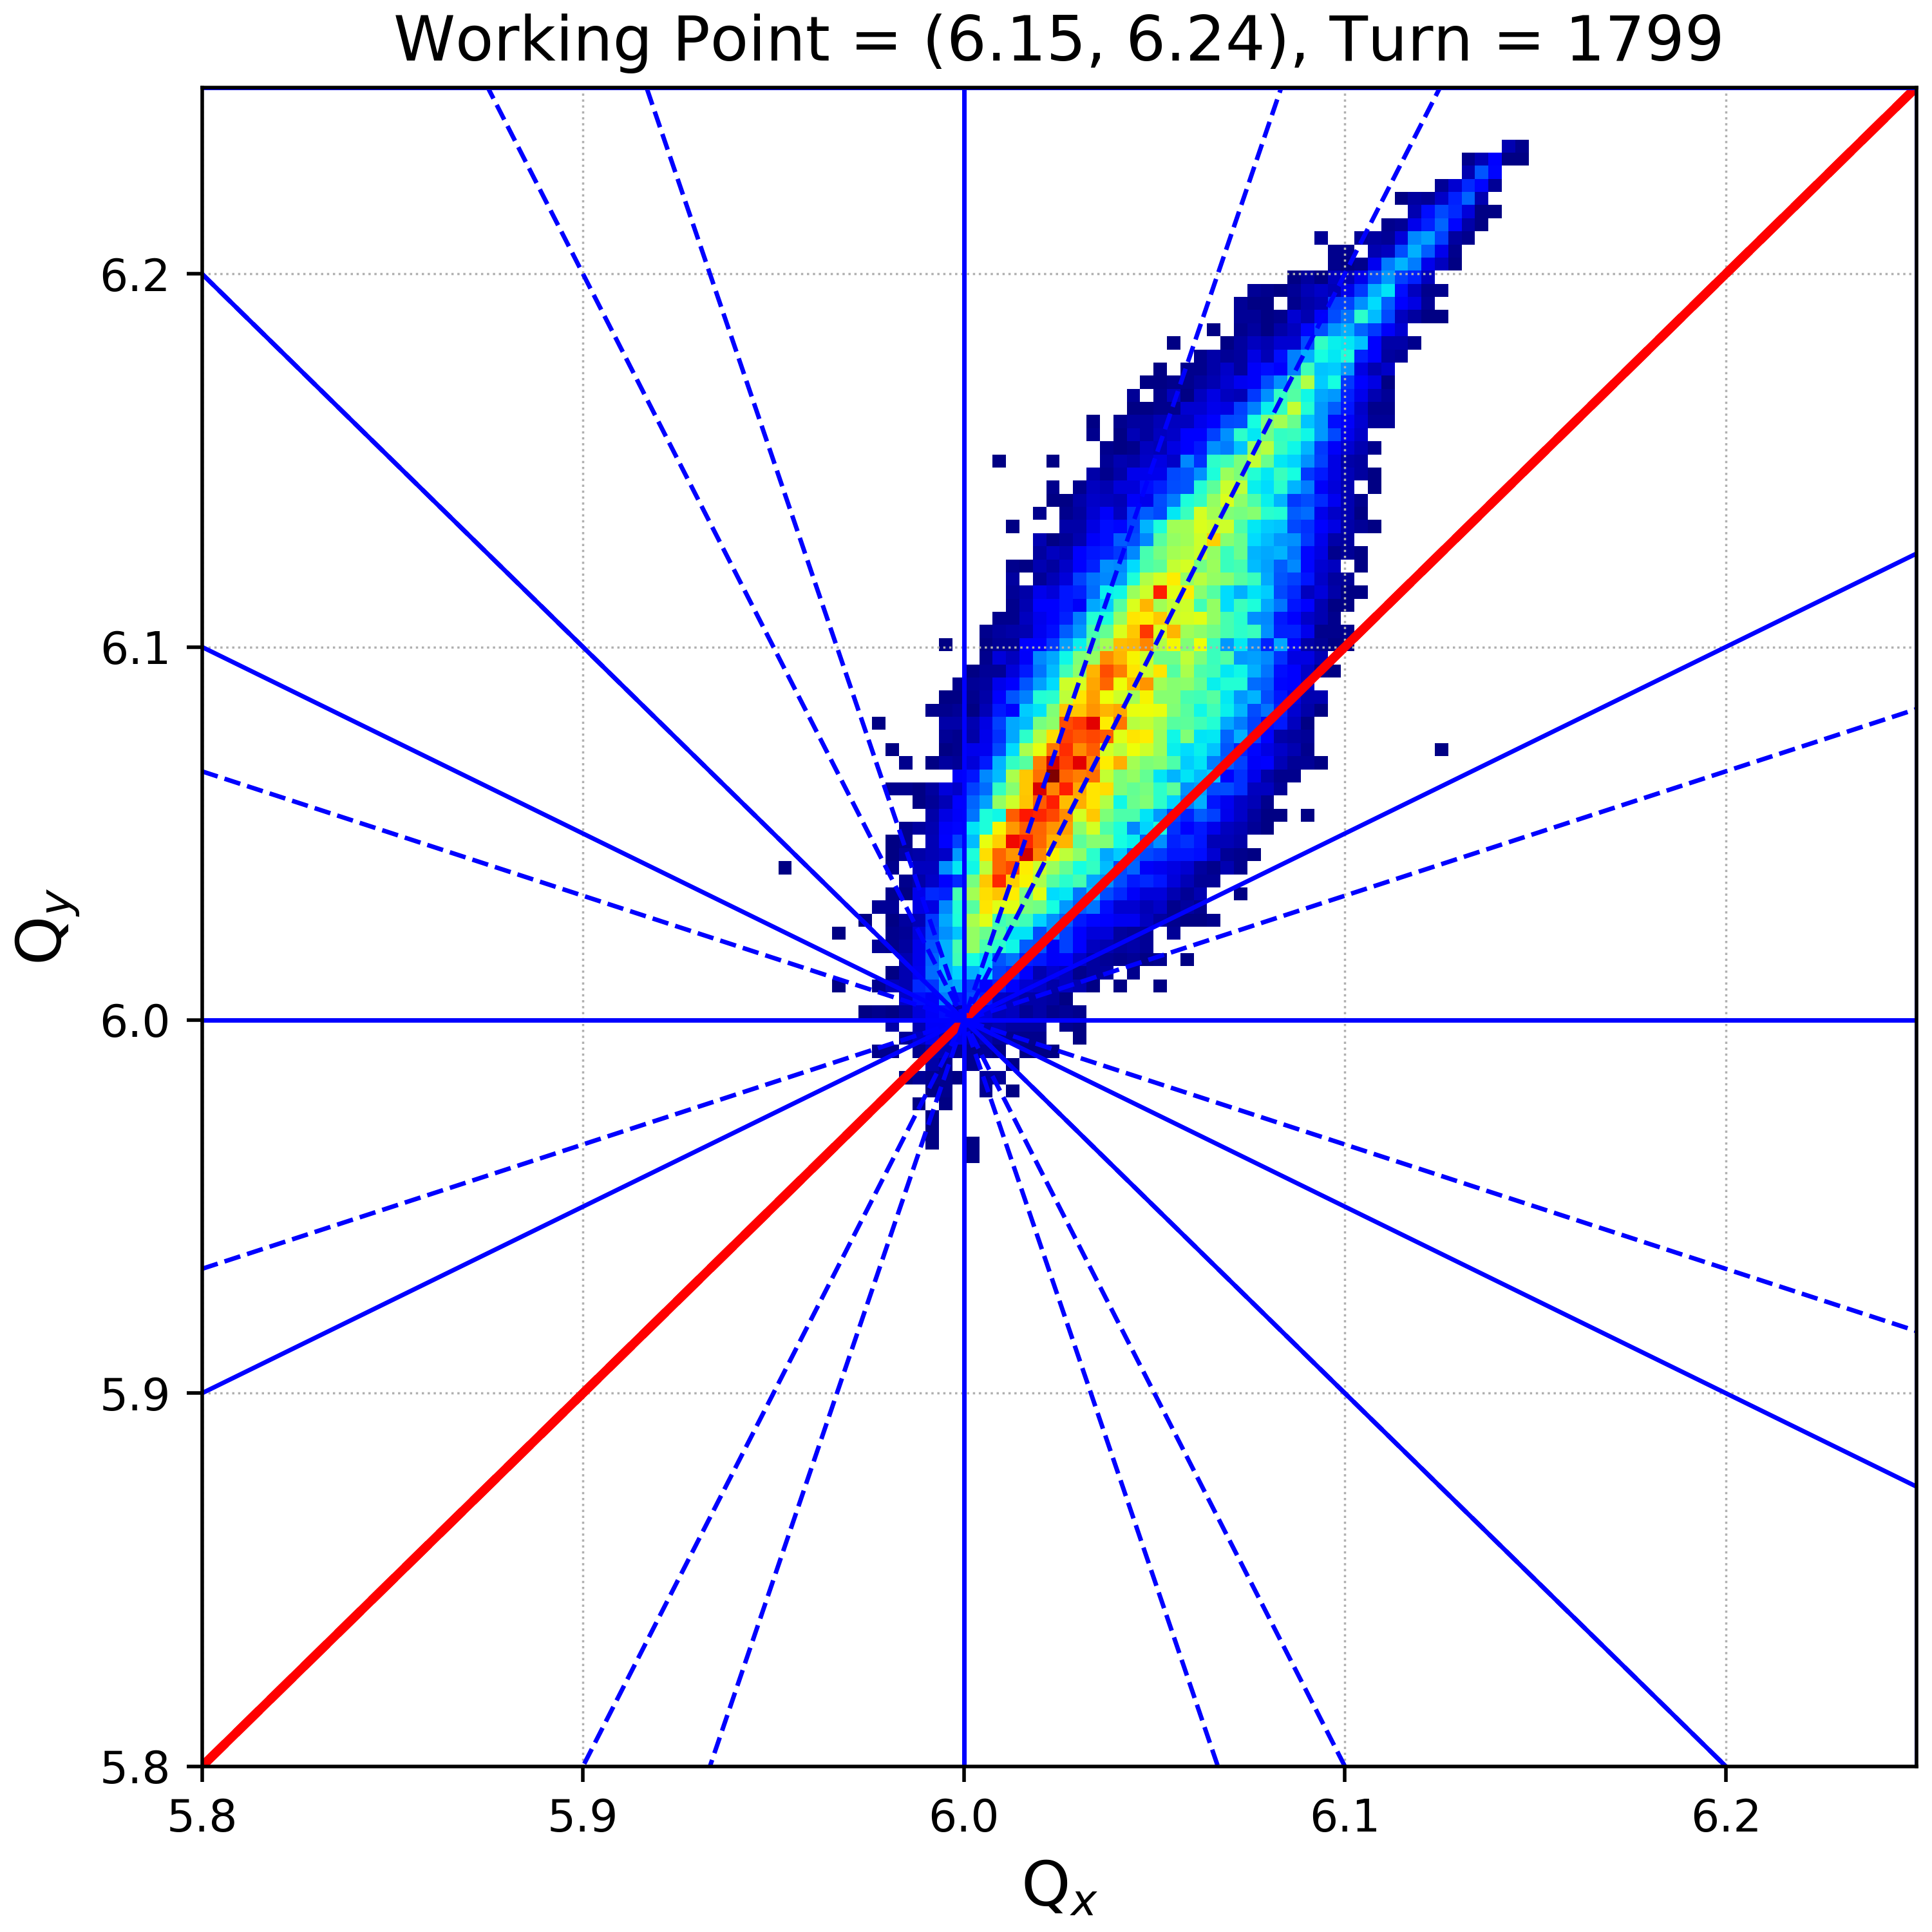 Working Point = (6.15, 6.24), Turn = 1799
6.2
6.1
6.0
5.9
5.8
Qy
5.8 5.9 6.0 6.1 6.2
Qx